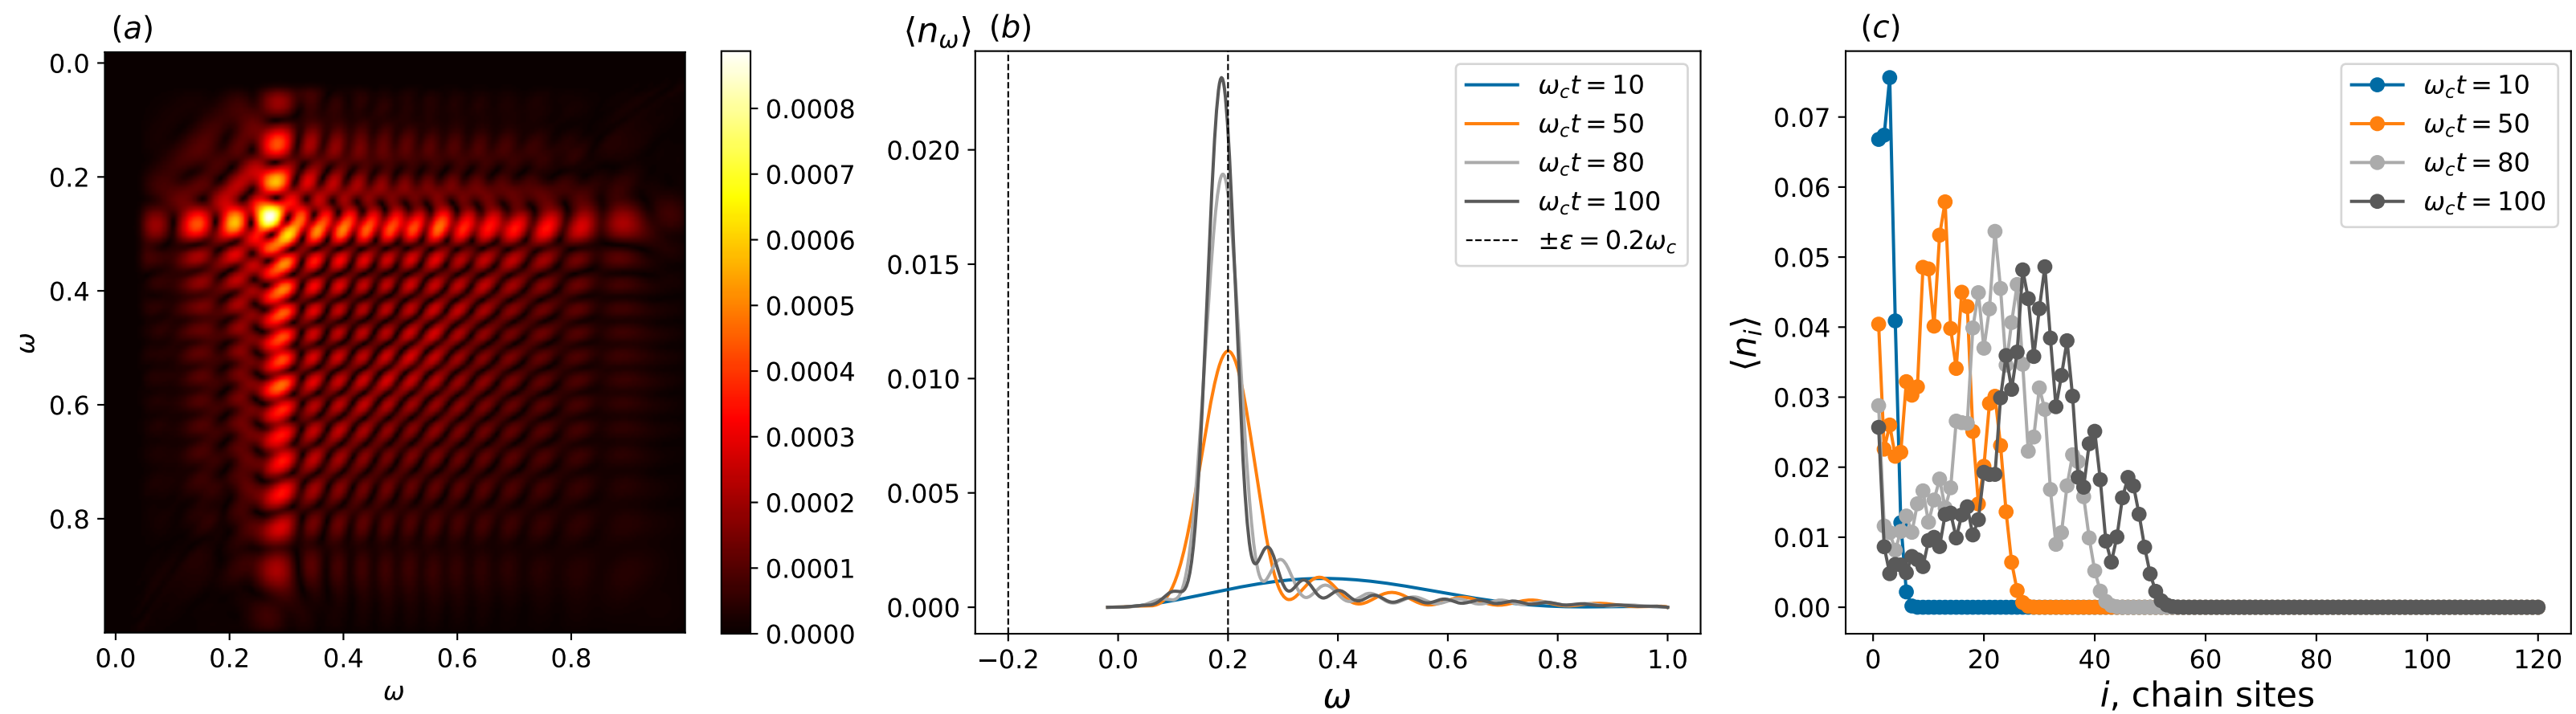 (a)
0.0
0.2
0.4
0.6
0.8
ω
0.0 0.2 0.4 0.6 0.8
ω
0.0008
0.0007
0.0006
0.0005
0.0004
0.0003
0.0002
0.0001
0.0000
⟨n_ω⟩ (b)
0.020
0.015
0.010
0.005
0.000
−0.2 0.0 0.2 0.4 0.6 0.8 1.0
ω
ω_c t = 10
ω_c t = 50
ω_c t = 80
ω_c t = 100
±ε = 0.2ω_c
(c)
⟨n_i⟩
0.07
0.06
0.05
0.04
0.03
0.02
0.01
0.00
0 20 40 60 80 100 120
i, chain sites
ω_c t = 10
ω_c t = 50
ω_c t = 80
ω_c t = 100